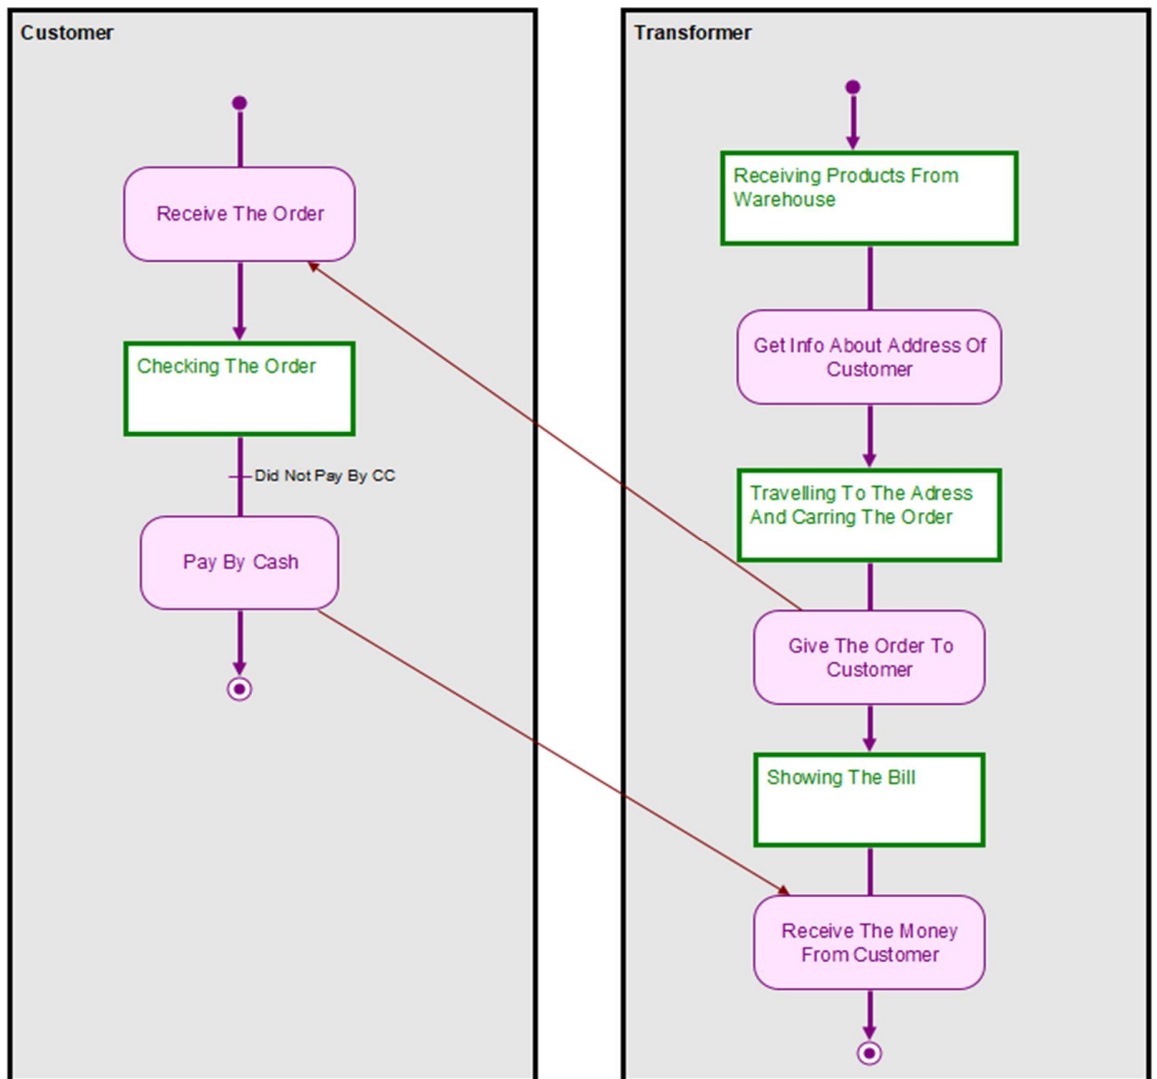 Customer
Receive The Order
Checking The Order
Did Not Pay By CC
Pay By Cash
Transformer
Receiving Products From
Warehouse
Get Info About Address Of
Customer
Travelling To The Adress
And Carring The Order
Give The Order To
Customer
Showing The Bill
Receive The Money
From Customer